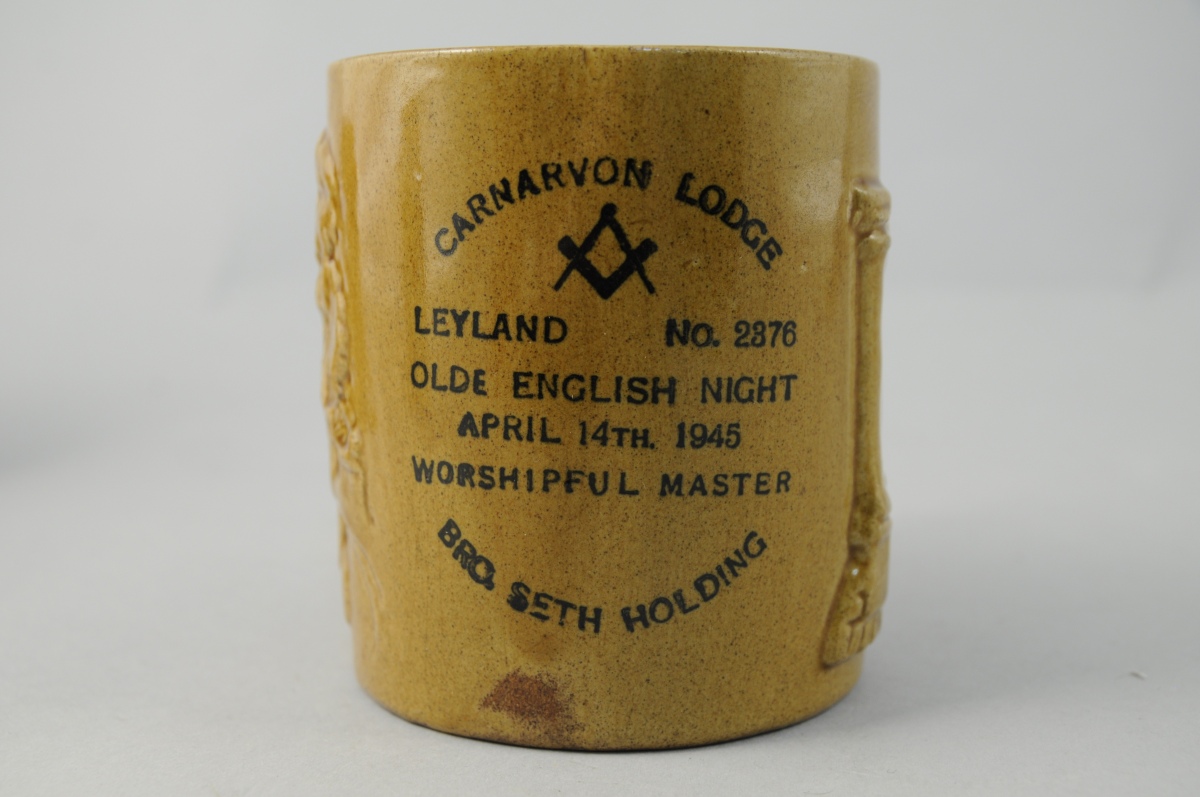 CARNARVON LODGE
LEYLAND No. 2376
OLDE ENGLISH NIGHT
APRIL 14TH. 1945
WORSHIPFUL MASTER
BRO. SETH HOLDING